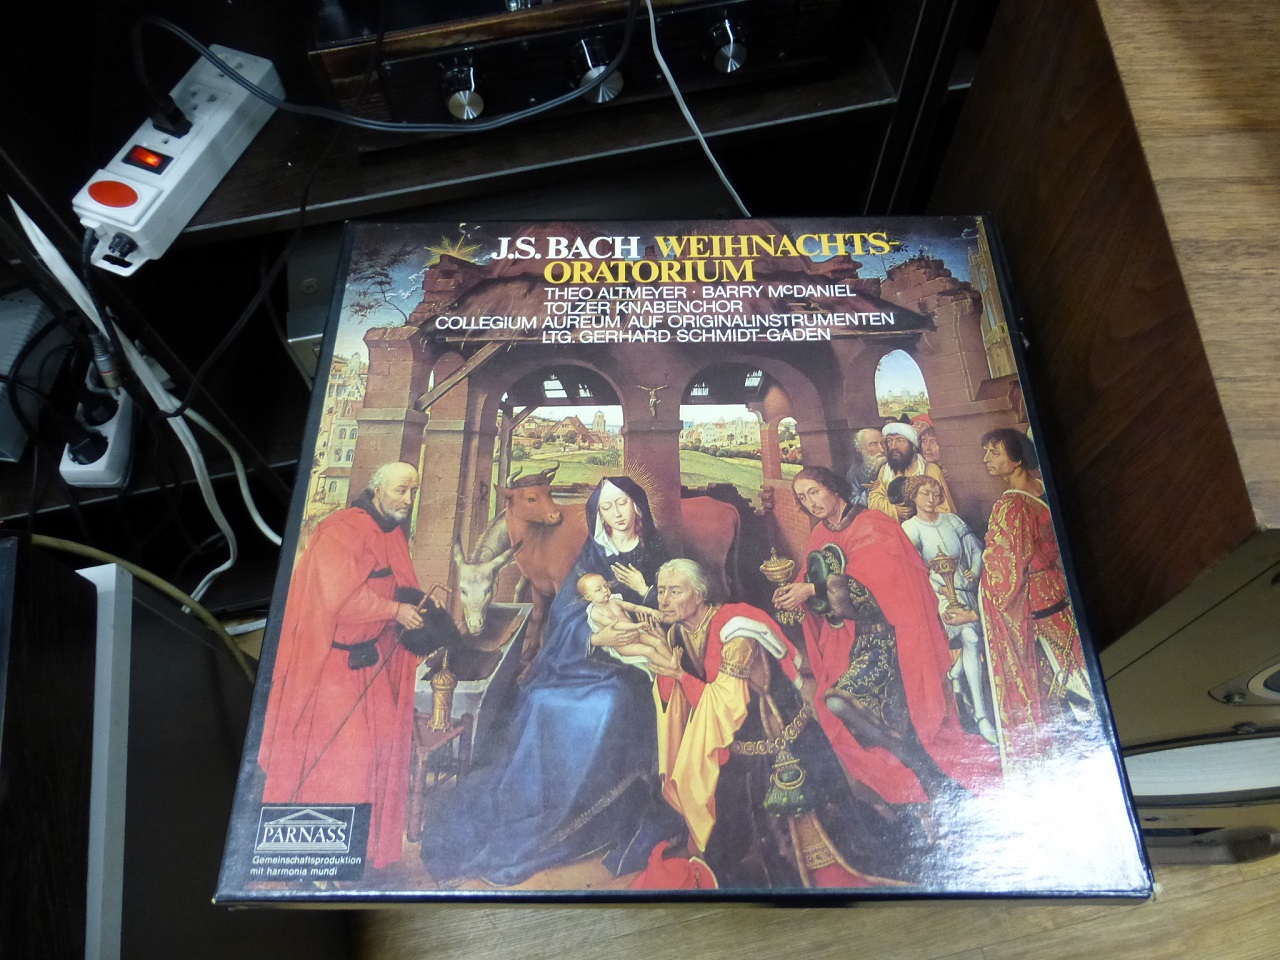 J.S. BACH WEIHNACHTS-
ORATORIUM
THEO ALTMEYER · BARRY McDANIEL
TOLZER KNABENCHOR
COLLEGIUM AUREUM AUF ORIGINALINSTRUMENTEN
LTG. GERHARD SCHMIDT-GADEN
PARNASS
Gemeinschaftsproduktion
mit harmonia mundi